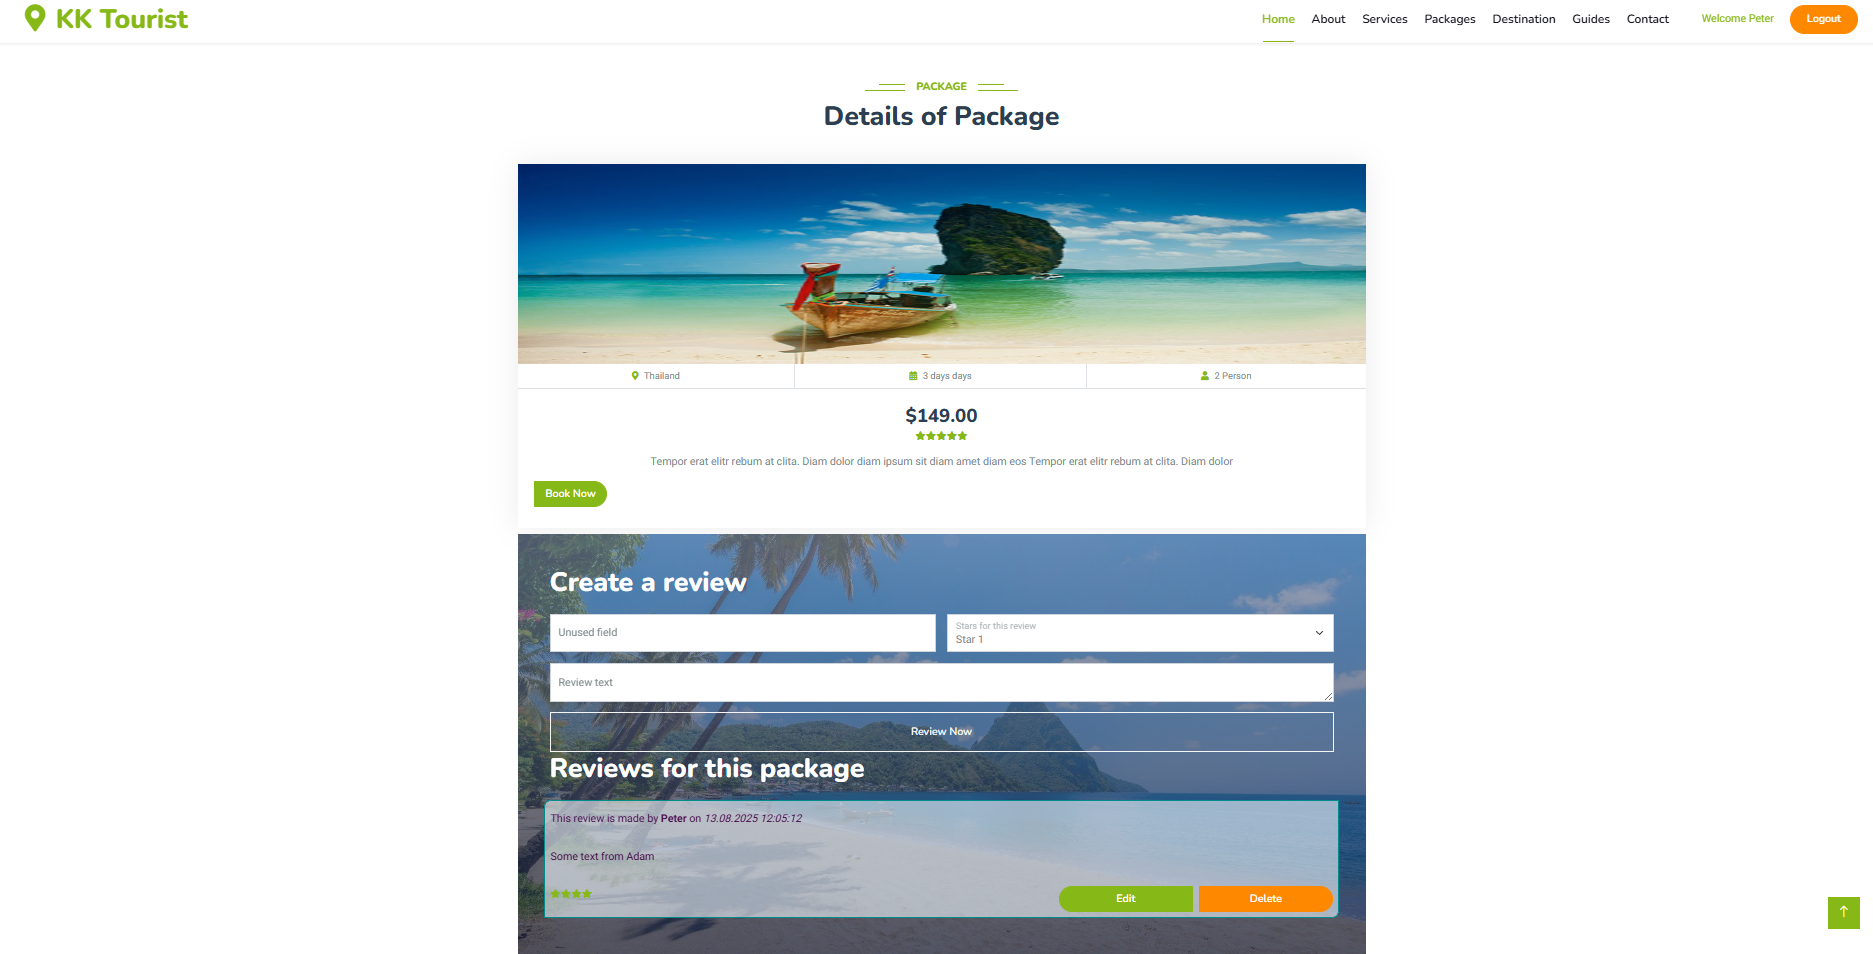 KK Tourist
Home About Services Packages Destination Guides Contact Welcome Peter Logout
PACKAGE
Details of Package
Thailand 3 days days 2 Person
$149.00
Tempor erat elitr rebum at clita. Diam dolor diam ipsum sit diam amet diam eos Tempor erat elitr rebum at clita. Diam dolor
Book Now
Create a review
Unused field
Stars for this review
Star 1
Review text
Review Now
Reviews for this package
This review is made by Peter on 13.08.2025 12:05:12
Some text from Adam
Edit Delete